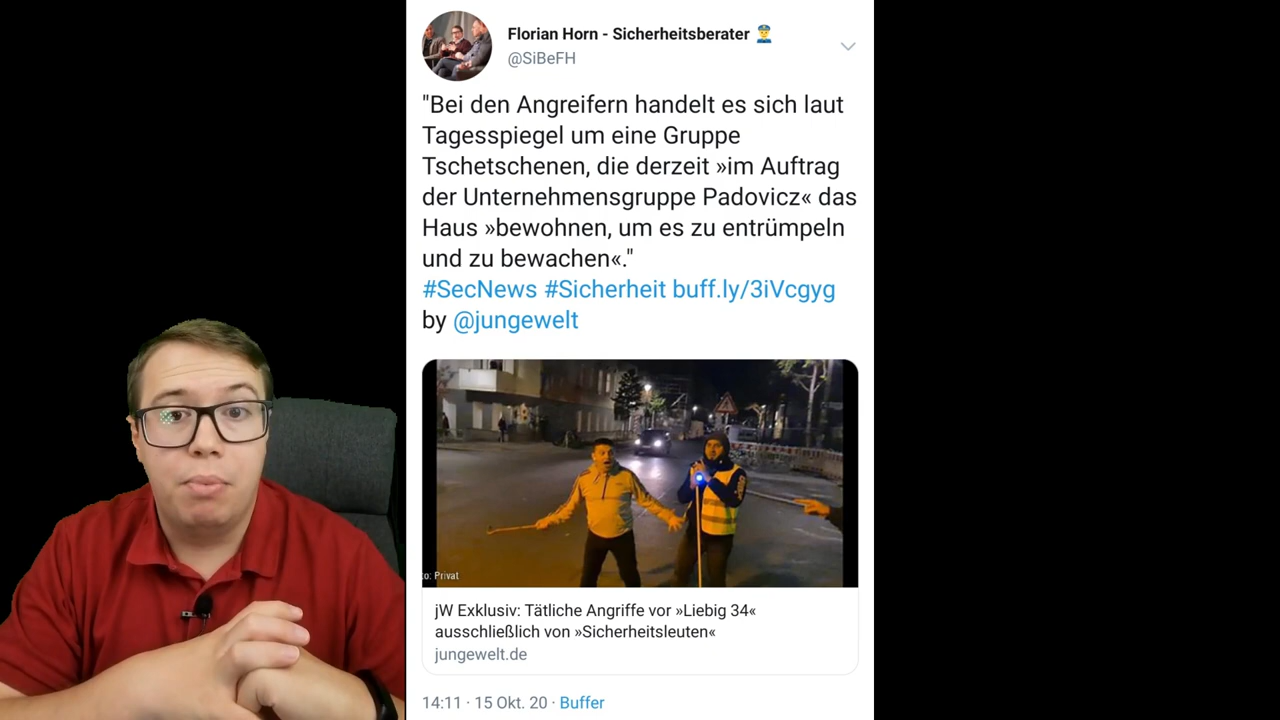 Florian Horn - Sicherheitsberater 👮‍♂️
@SiBeFH
"Bei den Angreifern handelt es sich laut
Tagesspiegel um eine Gruppe
Tschetschenen, die derzeit »im Auftrag
der Unternehmensgruppe Padovicz« das
Haus »bewohnen, um es zu entrümpeln
und zu bewachen«."
#SecNews #Sicherheit buff.ly/3iVcgyg
by @jungewelt
to: Privat
jW Exklusiv: Tätliche Angriffe vor »Liebig 34«
ausschließlich von »Sicherheitsleuten«
jungewelt.de
14:11 · 15 Okt. 20 · Buffer